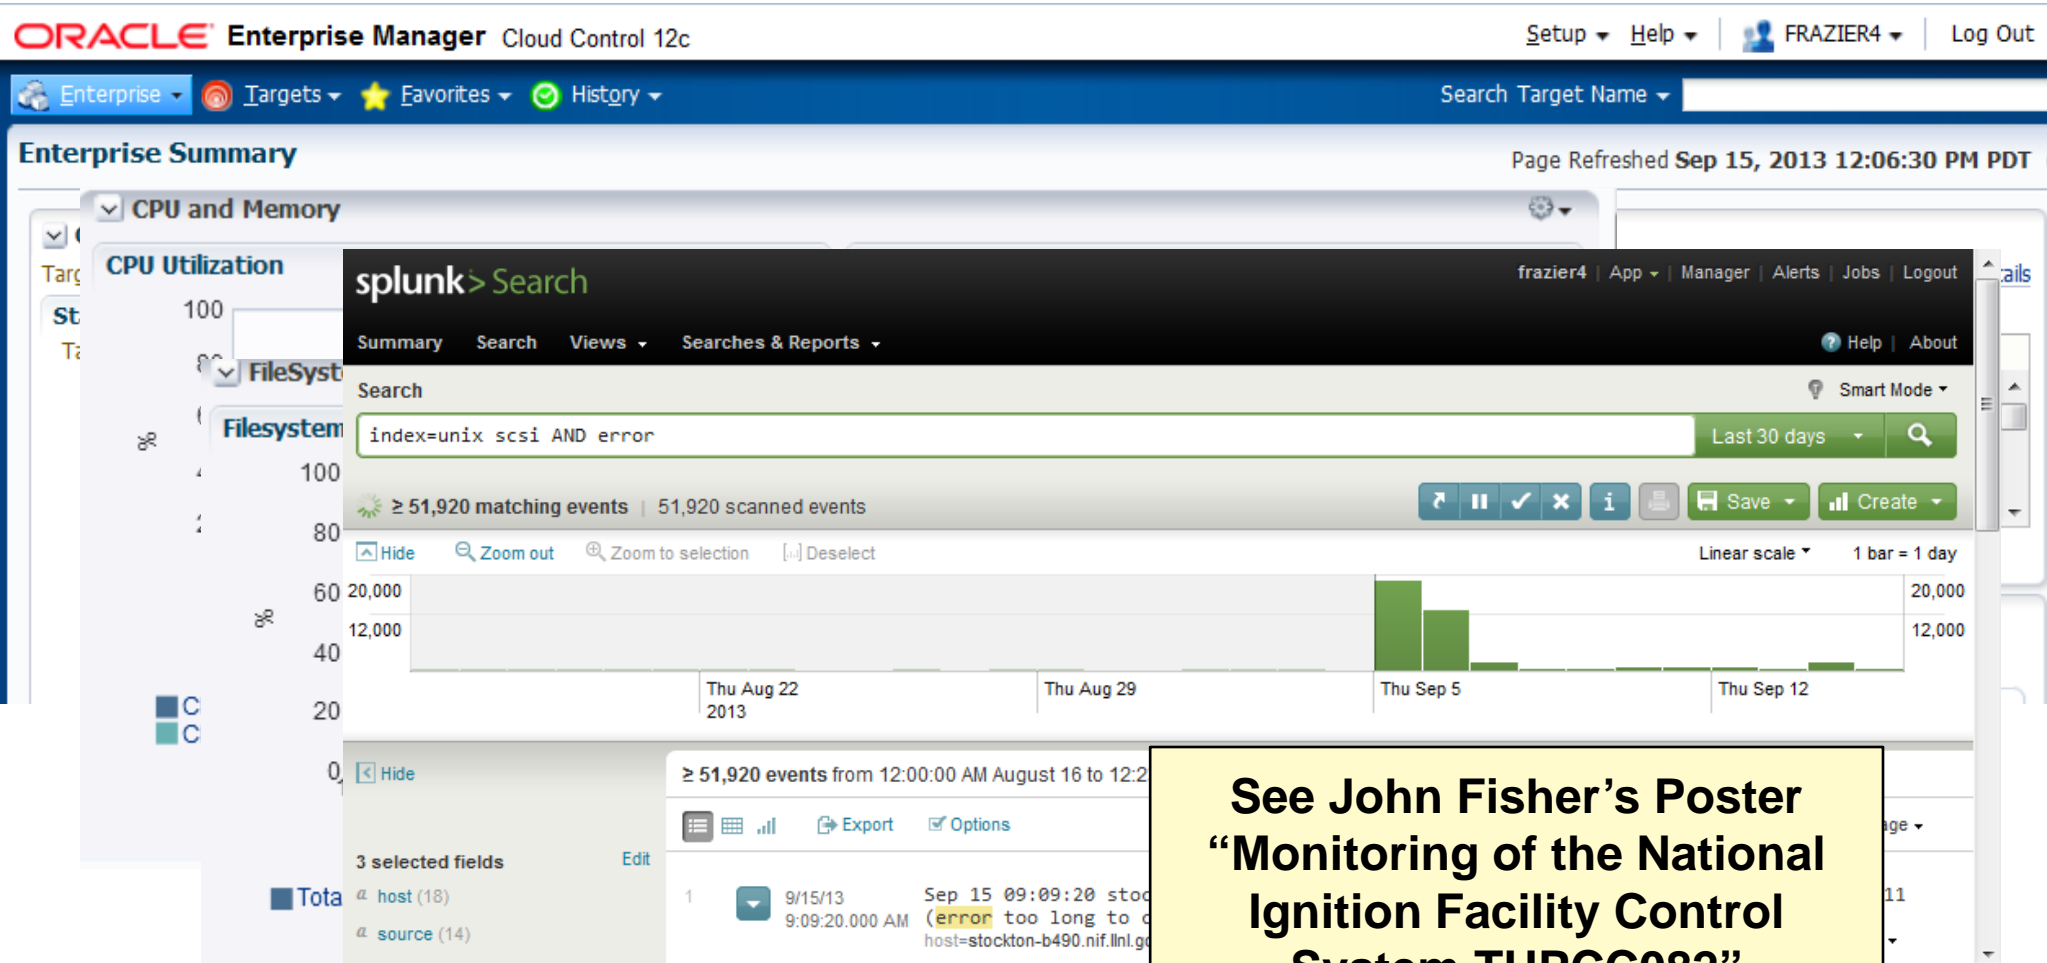 ORACLE Enterprise Manager Cloud Control 12c
Setup Help FRAZIER4 Log Out
Enterprise Targets Favorites History
Search Target Name
Enterprise Summary
Page Refreshed Sep 15, 2013 12:06:30 PM PDT
CPU and Memory
CPU Utilization
100
%
FileSyst
Filesystem
100
80
60
40
20
0
%
C
C
Tota
splunk> Search
frazier4 | App | Manager | Alerts | Jobs | Logout
Summary Search Views Searches & Reports
Help | About
Search
Smart Mode
index=unix scsi AND error
Last 30 days
≥ 51,920 matching events | 51,920 scanned events
Save Create
Hide Zoom out Zoom to selection Deselect
Linear scale 1 bar = 1 day
20,000 20,000
12,000 12,000
Thu Aug 22 Thu Aug 29 Thu Sep 5 Thu Sep 12
2013
Hide
≥ 51,920 events from 12:00:00 AM August 16 to 12:2
Export Options
3 selected fields Edit
host (18)
source (14)
1 9/15/13
9:09:20.000 AM
Sep 15 09:09:20 stoc
(error too long to
host=stockton-b490.nif.llnl.go
See John Fisher’s Poster
“Monitoring of the National
Ignition Facility Control
System THPCC082”